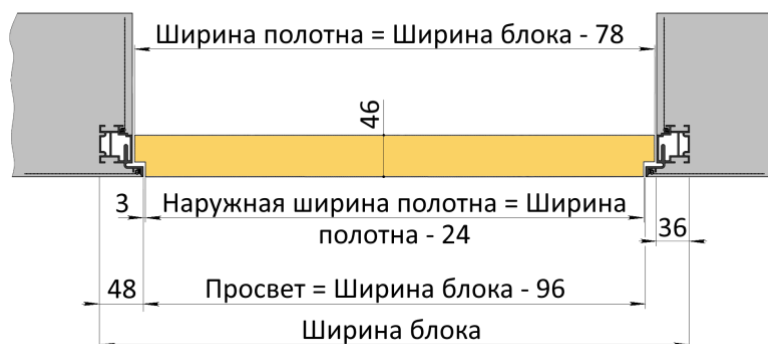 Ширина полотна = Ширина блока - 78
46
3
Наружная ширина полотна = Ширина
полотна - 24
36
48
Просвет = Ширина блока - 96
Ширина блока